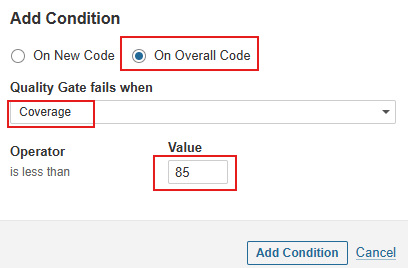 Add Condition
On New Code On Overall Code
Quality Gate fails when
Coverage
Operator Value
is less than 85
Add Condition Cancel